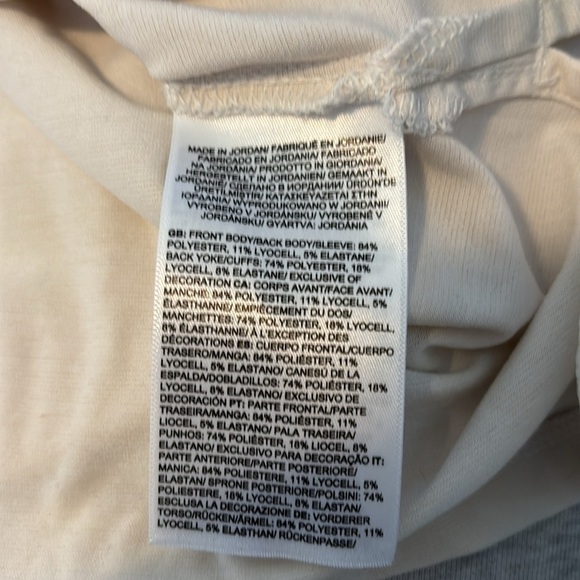 MADE IN JORDAN/ FABRIQUÉ EN JORDANIE/
FABRICADO EN JORDANIA/ FABRICADO
NA JORDÂNIA/ PRODOTTO IN GIORDANIA/
HERGESTELLT IN JORDANIEN/ GEMAAKT IN
JORDANIË/ СДЕЛАНО В ИОРДАНИИ/ ÜRDÜN'DE
ÜRETİLMİŞTİR/ ΚΑΤΑΣΚΕΥΑΖΕΤΑΙ ΣΤΗΝ
ΙΟΡΔΑΝΙΑ/ WYPRODUKOWANO W JORDANII/
VYROBENO V JORDÁNSKU/ VYROBENÉ V
JORDÁNSKU/ GYÁRTVA: JORDÁNIA
GB: FRONT BODY/BACK BODY/SLEEVE: 84%
POLYESTER, 11% LYOCELL, 5% ELASTANE/
BACK YOKE/CUFFS: 74% POLYESTER, 18%
LYOCELL, 8% ELASTANE/ EXCLUSIVE OF
DECORATION CA: CORPS AVANT/FACE AVANT/
MANCHE: 84% POLYESTER, 11% LYOCELL, 5%
ÉLASTHANNE/ EMPIÈCEMENT DU DOS/
MANCHETTES: 74% POLYESTER, 18% LYOCELL,
8% ÉLASTHANNE/ À L'EXCEPTION DES
DÉCORATIONS ES: CUERPO FRONTAL/CUERPO
TRASERO/MANGA: 84% POLIÉSTER, 11%
LYOCELL, 5% ELASTANO/ CANESÚ DE LA
ESPALDA/DOBLADILLOS: 74% POLIÉSTER, 18%
LYOCELL, 8% ELASTANO/ EXCLUSIVO DE
DECORACIÓN PT: PARTE FRONTAL/PARTE
TRASEIRA/MANGA: 84% POLIÉSTER, 11%
LIOCEL, 5% ELASTANO/ PALA TRASEIRA/
PUNHOS: 74% POLIÉSTER, 18% LIOCEL, 8%
ELASTANO/ EXCLUSIVO PARA DECORAÇÃO IT:
PARTE ANTERIORE/PARTE POSTERIORE/
MANICA: 84% POLIESTERE, 11% LYOCELL, 5%
ELASTAN/ SPRONE POSTERIORE/POLSINI: 74%
POLIESTERE, 18% LYOCELL, 8% ELASTAN/
ESCLUSA LA DECORAZIONE DE: VORDERER
TORSO/RÜCKEN/ÄRMEL: 84% POLYESTER, 11%
LYOCELL, 5% ELASTHAN/ RÜCKENPASSE/